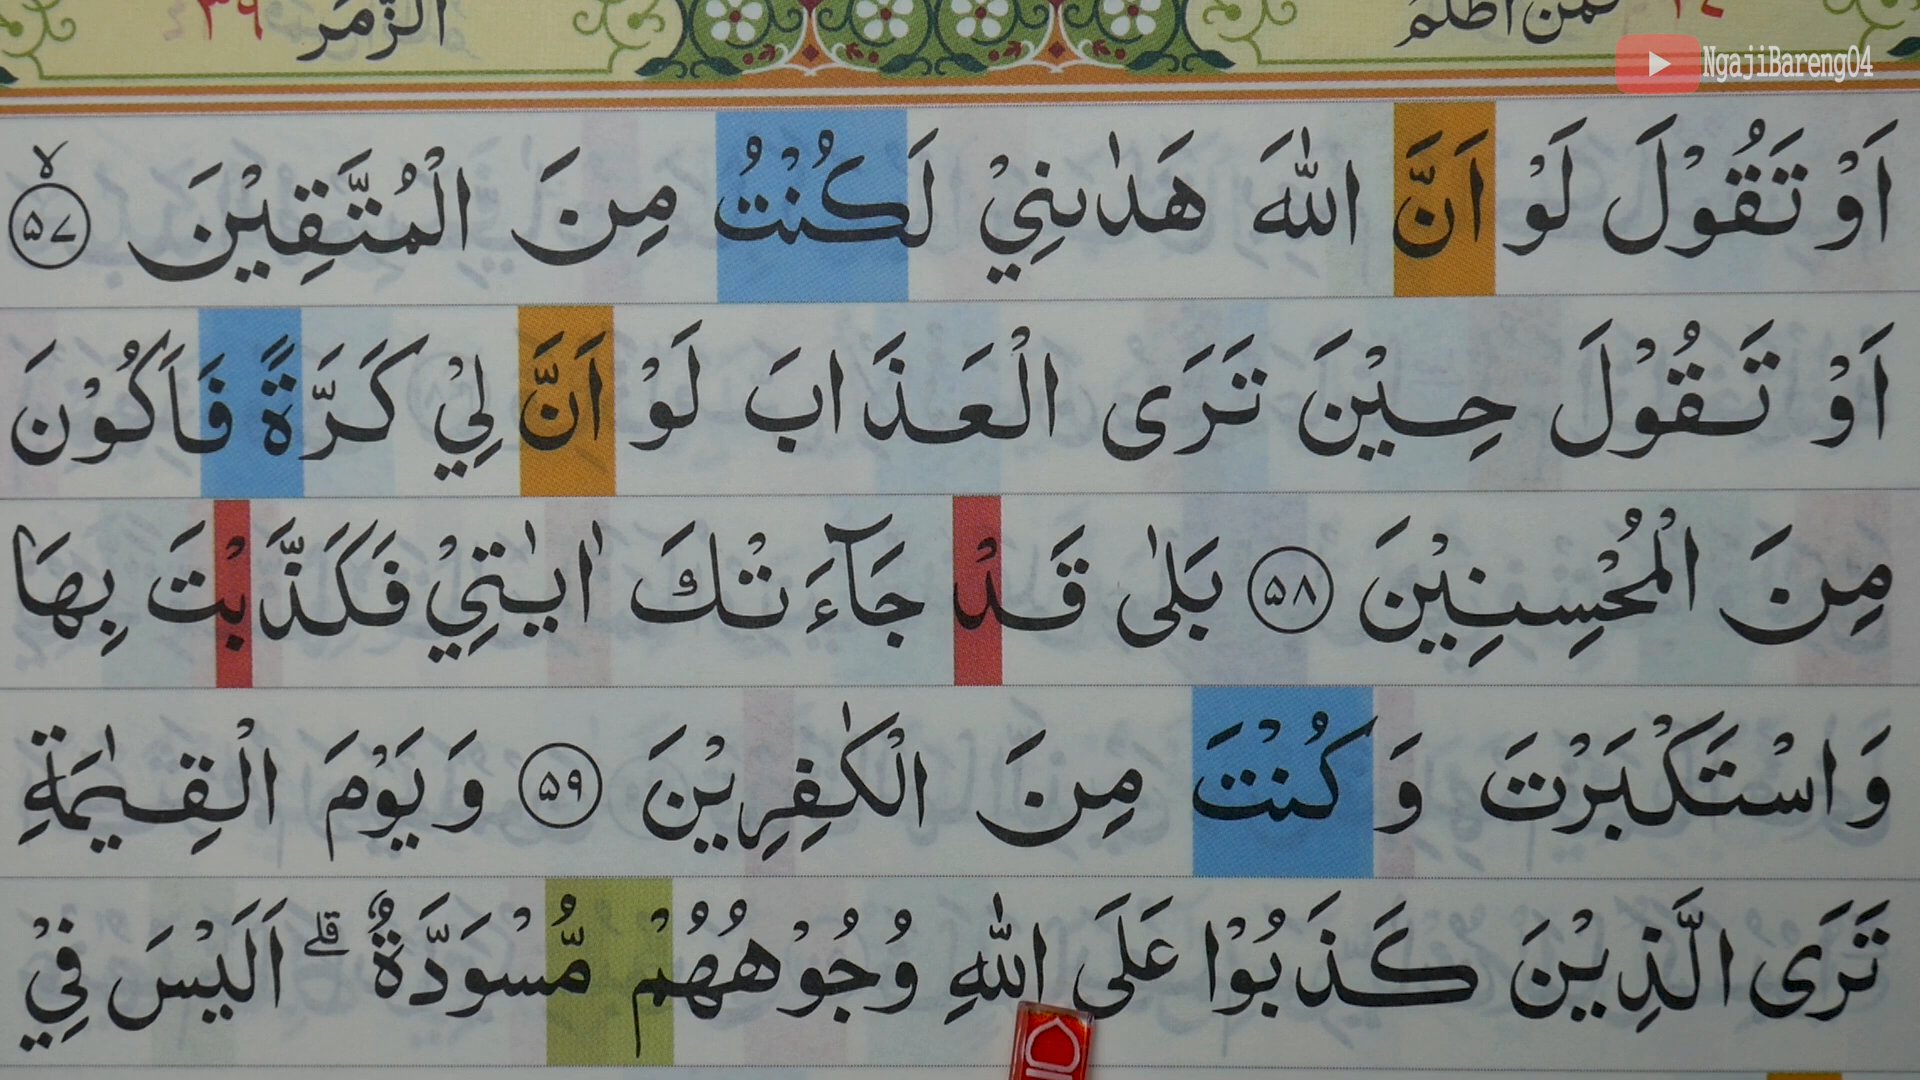 الزمر ٣٩
فمن اظلم ٢٤
NgajiBareng04
اَوْ تَقُوْلَ لَوْ اَنَّ اللّٰهَ هَدٰىنِيْ لَكُنْتُ مِنَ الْمُتَّقِيْنَ ۙ ٥٧
اَوْ تَقُوْلَ حِيْنَ تَرَى الْعَذَابَ لَوْ اَنَّ لِيْ كَرَّةً فَاَكُوْنَ
مِنَ الْمُحْسِنِيْنَ ٥٨ بَلٰى قَدْ جَاۤءَتْكَ اٰيٰتِيْ فَكَذَّبْتَ بِهَا
وَاسْتَكْبَرْتَ وَكُنْتَ مِنَ الْكٰفِرِيْنَ ٥٩ وَيَوْمَ الْقِيٰمَةِ
تَرَى الَّذِيْنَ كَذَبُوْا عَلَى اللّٰهِ وُجُوْهُهُمْ مُّسْوَدَّةٌ ۗ اَلَيْسَ فِيْ